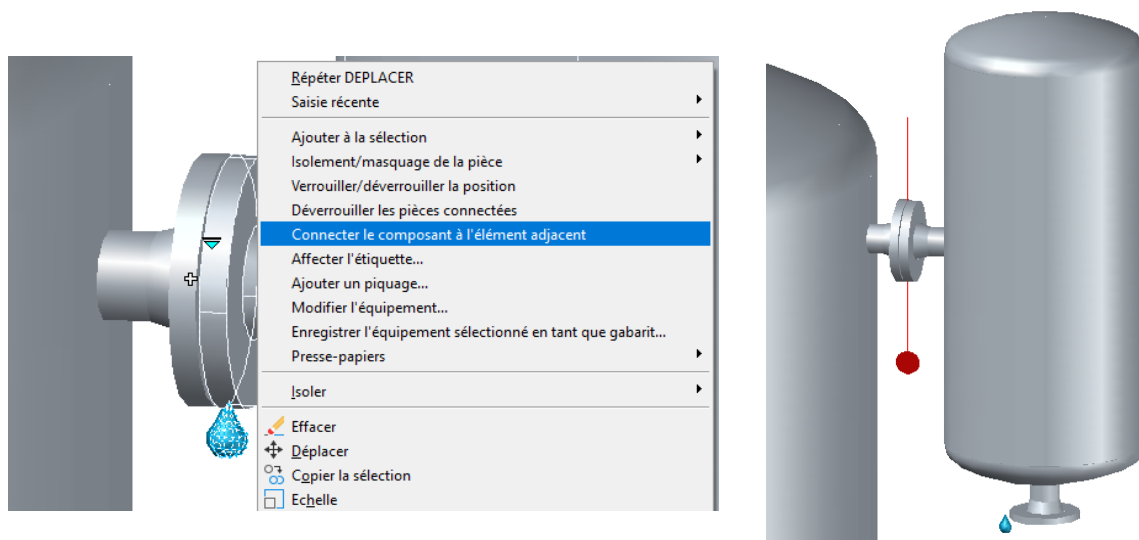 Répéter DEPLACER
Saisie récente
Ajouter à la sélection
Isolement/masquage de la pièce
Verrouiller/déverrouiller la position
Déverrouiller les pièces connectées
Connecter le composant à l'élément adjacent
Affecter l'étiquette...
Ajouter un piquage...
Modifier l'équipement...
Enregistrer l'équipement sélectionné en tant que gabarit...
Presse-papiers
Isoler
Effacer
Déplacer
Copier la sélection
Echelle